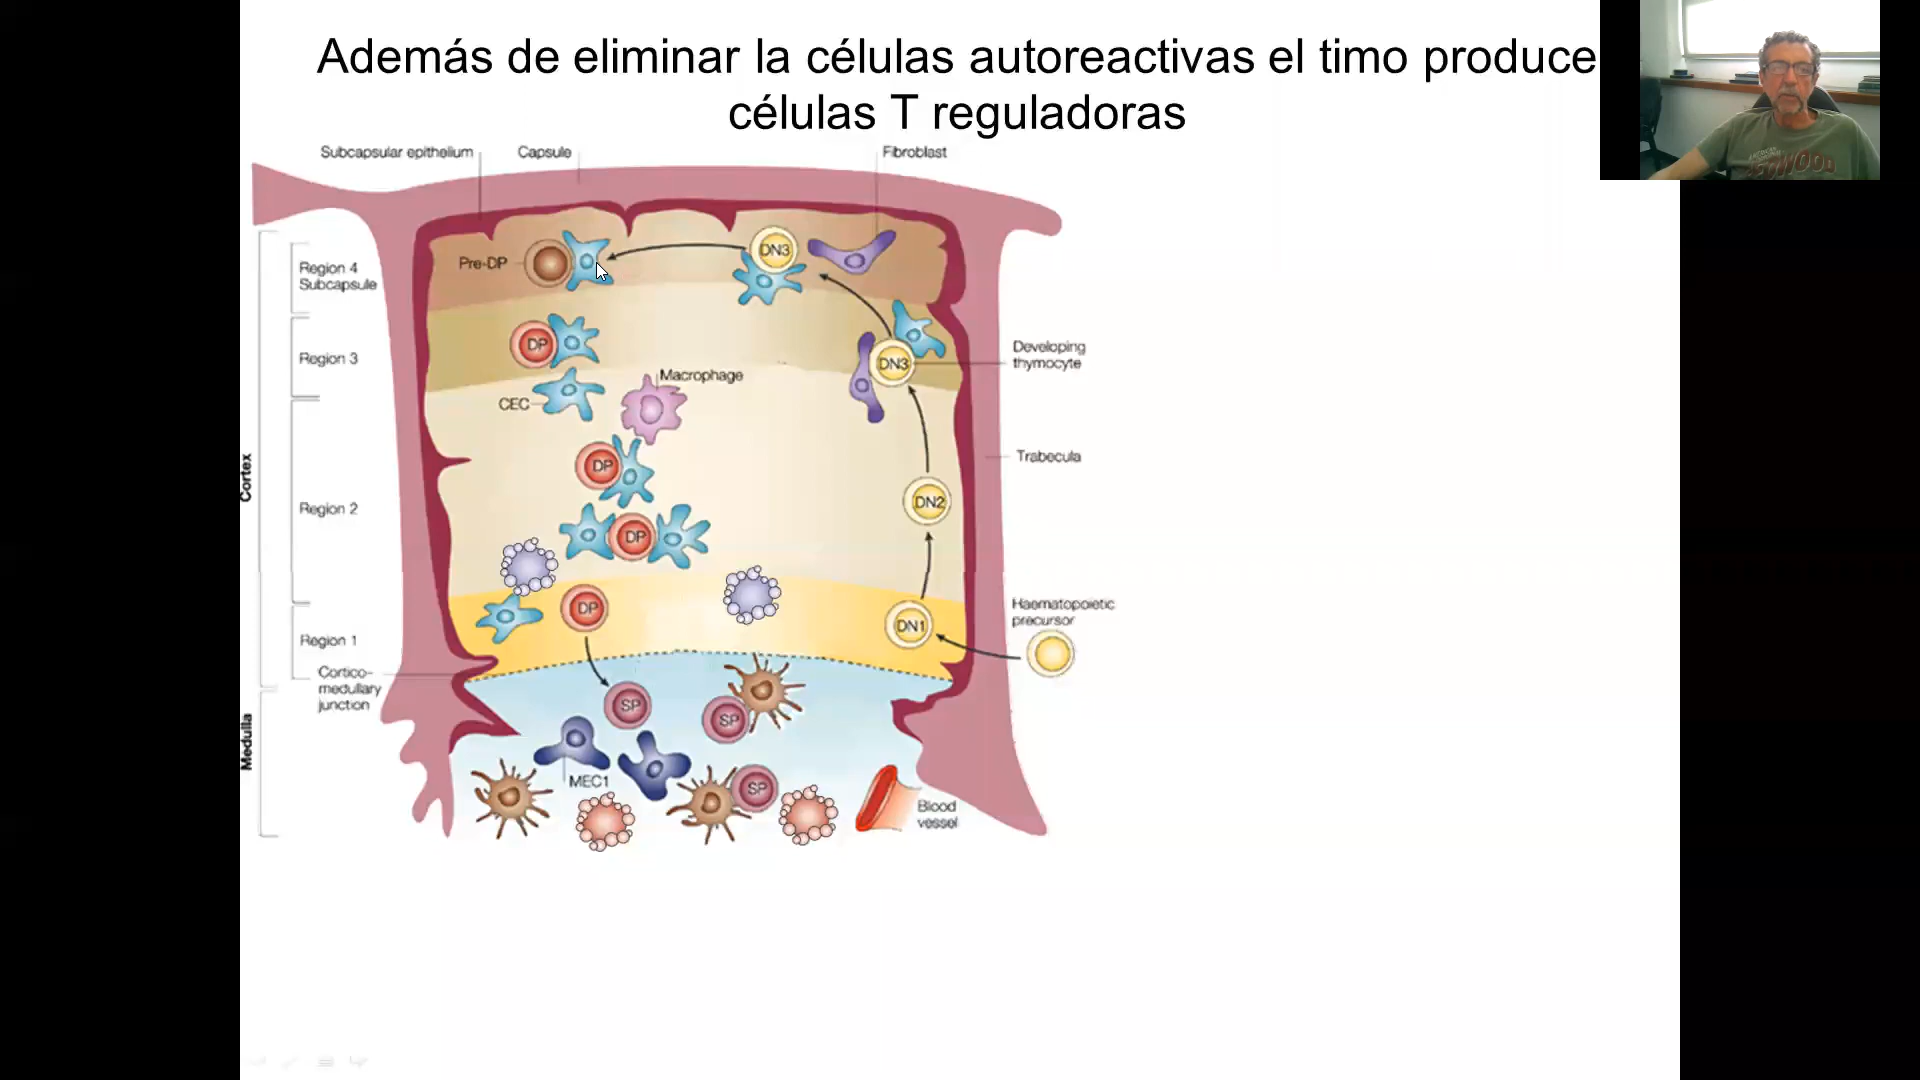 Además de eliminar la células autoreactivas el timo produce
células T reguladoras
Subcapsular epithelium
Capsule
Fibroblast
Region 4
Subcapsule
Pre-DP
DN3
Region 3
DP
DN3
Developing
thymocyte
CEC
Macrophage
Cortex
Trabecula
DP
Region 2
DN2
DP
Region 1
DP
DN1
Haematopoietic
precursor
Cortico-
medullary
junction
Medulla
SP
SP
MEC1
SP
Blood
vessel